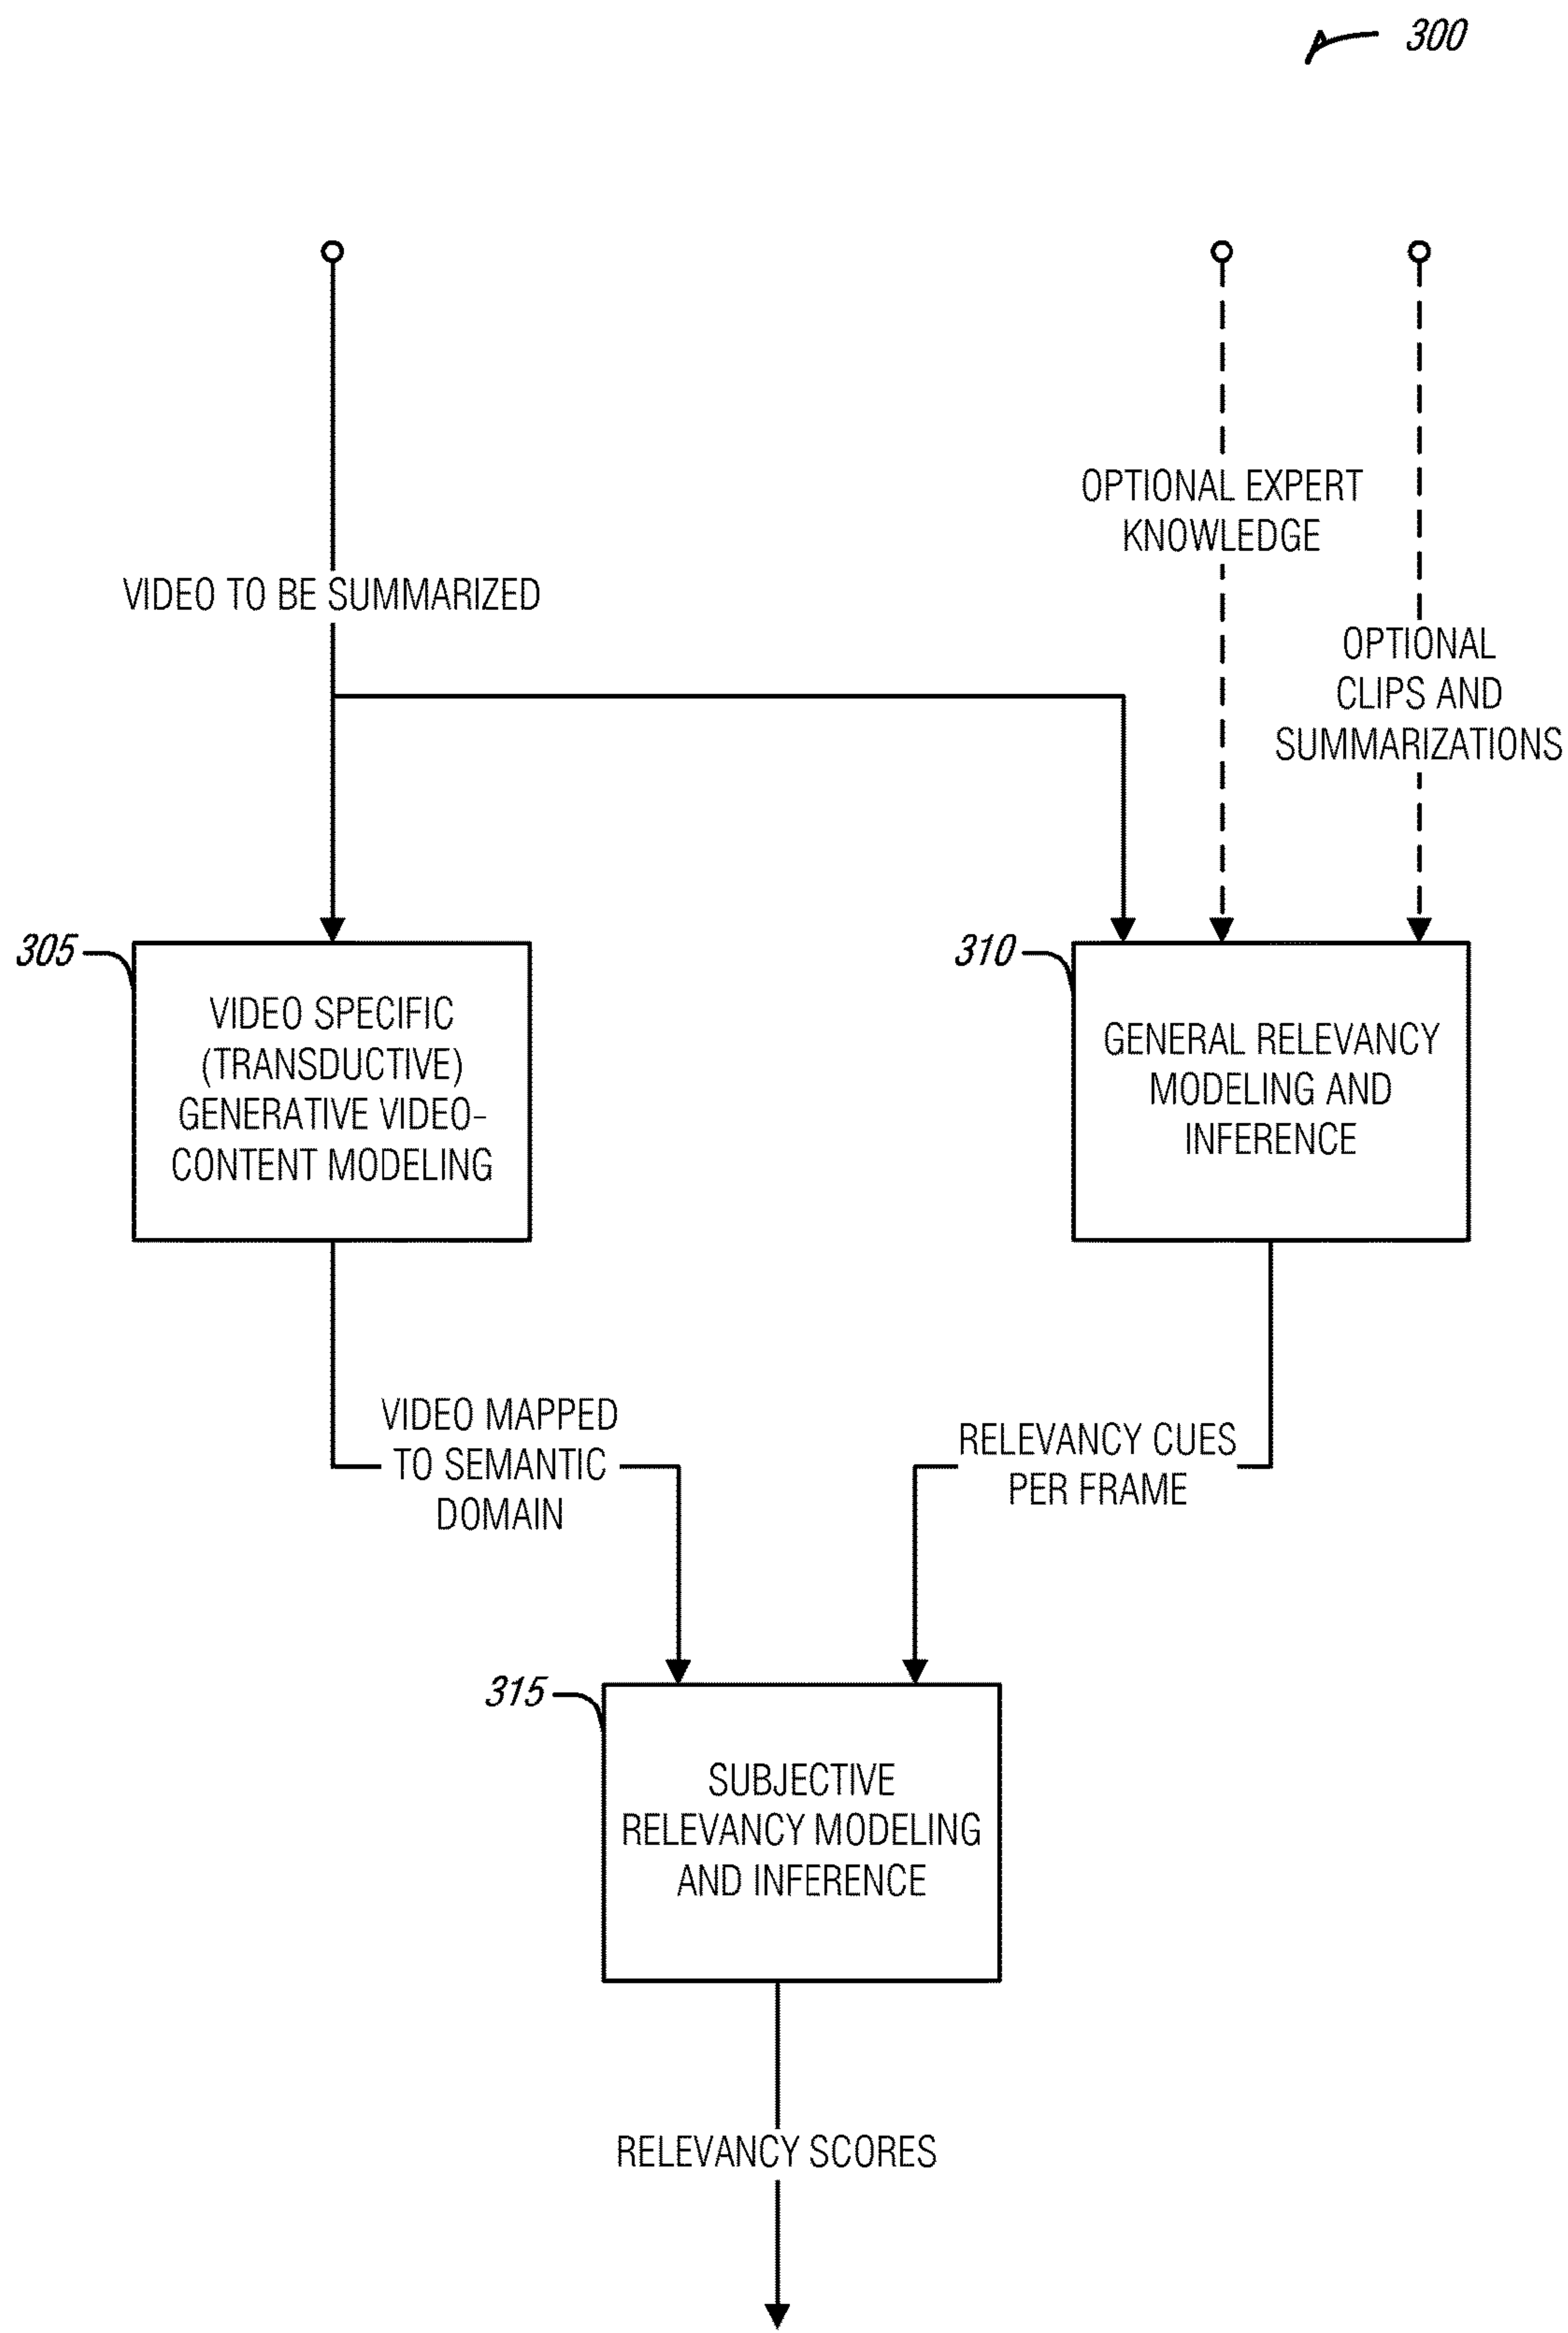 300
OPTIONAL EXPERT
KNOWLEDGE
VIDEO TO BE SUMMARIZED
OPTIONAL
CLIPS AND
SUMMARIZATIONS
305
VIDEO SPECIFIC
(TRANSDUCTIVE)
GENERATIVE VIDEO-
CONTENT MODELING
310
GENERAL RELEVANCY
MODELING AND
INFERENCE
VIDEO MAPPED
TO SEMANTIC
DOMAIN
RELEVANCY CUES
PER FRAME
315
SUBJECTIVE
RELEVANCY MODELING
AND INFERENCE
RELEVANCY SCORES